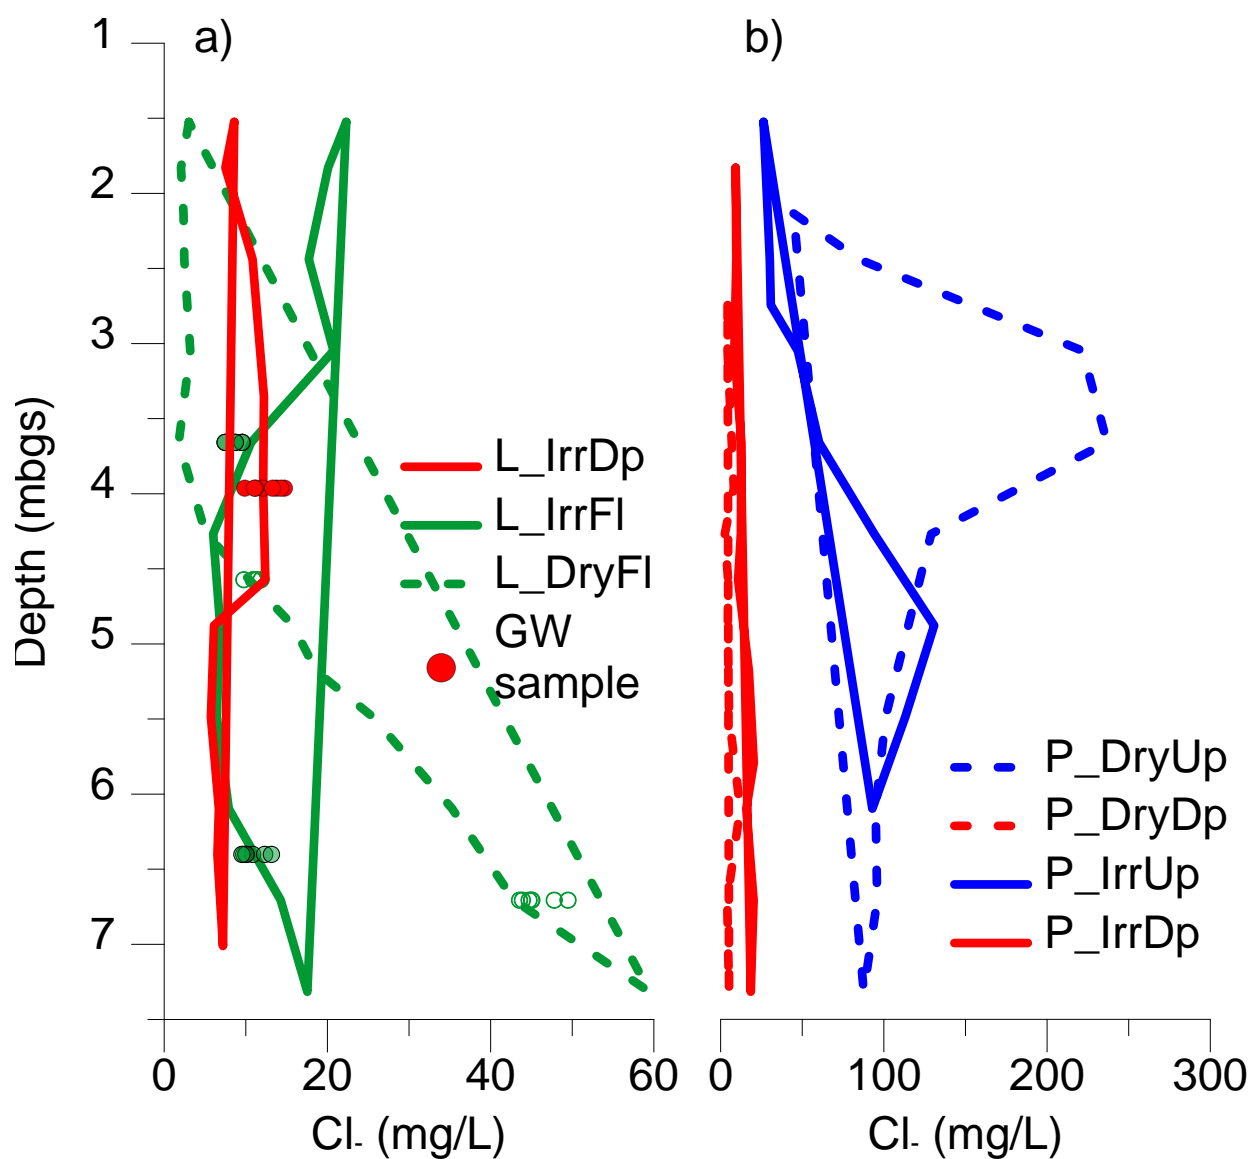 a)
b)
1
2
3
4
5
6
7
Depth (mbgs)
L_IrrDp
L_IrrFl
L_DryFl
GW
sample
P_DryUp
P_DryDp
P_IrrUp
P_IrrDp
0
20
40
60
0
100
200
300
Cl- (mg/L)
Cl- (mg/L)